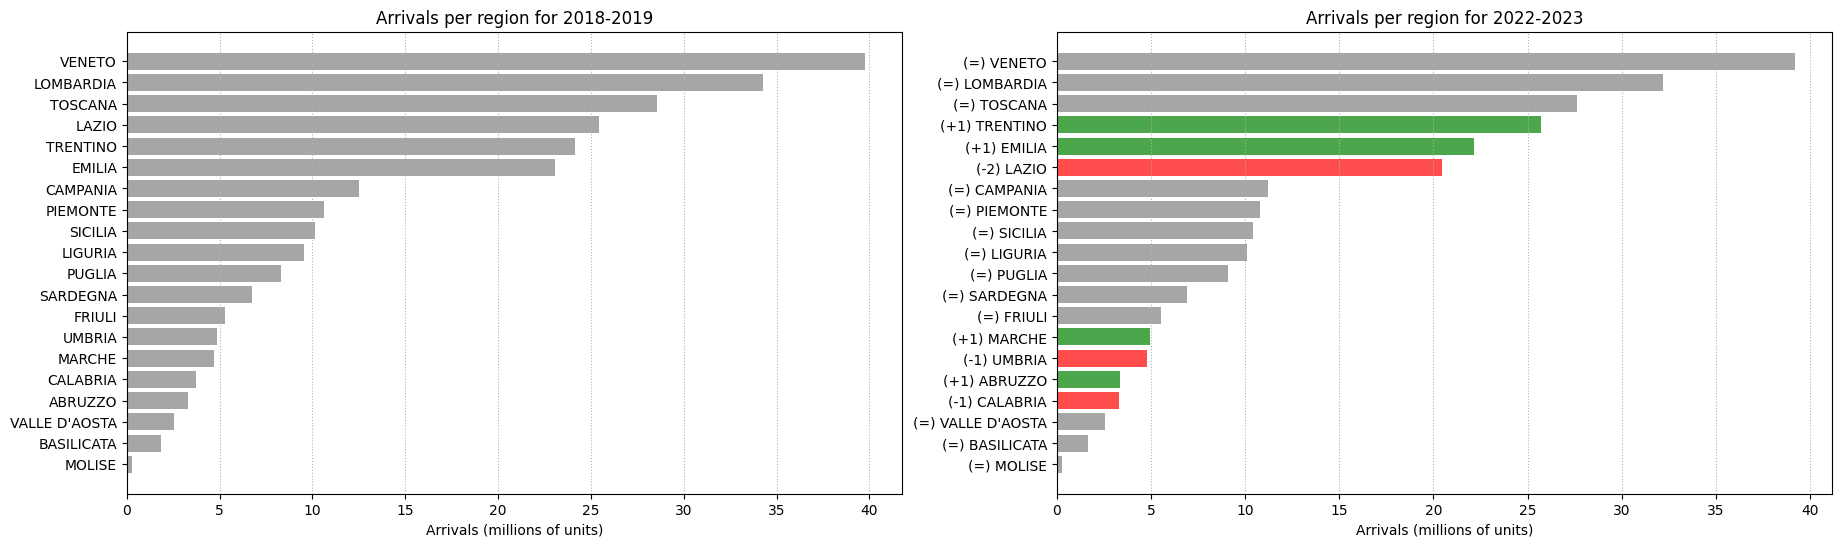 Arrivals per region for 2018-2019
VENETO
LOMBARDIA
TOSCANA
LAZIO
TRENTINO
EMILIA
CAMPANIA
PIEMONTE
SICILIA
LIGURIA
PUGLIA
SARDEGNA
FRIULI
UMBRIA
MARCHE
CALABRIA
ABRUZZO
VALLE D'AOSTA
BASILICATA
MOLISE
0 5 10 15 20 25 30 35 40
Arrivals (millions of units)
Arrivals per region for 2022-2023
(=) VENETO
(=) LOMBARDIA
(=) TOSCANA
(+1) TRENTINO
(+1) EMILIA
(-2) LAZIO
(=) CAMPANIA
(=) PIEMONTE
(=) SICILIA
(=) LIGURIA
(=) PUGLIA
(=) SARDEGNA
(=) FRIULI
(+1) MARCHE
(-1) UMBRIA
(+1) ABRUZZO
(-1) CALABRIA
(=) VALLE D'AOSTA
(=) BASILICATA
(=) MOLISE
0 5 10 15 20 25 30 35 40
Arrivals (millions of units)